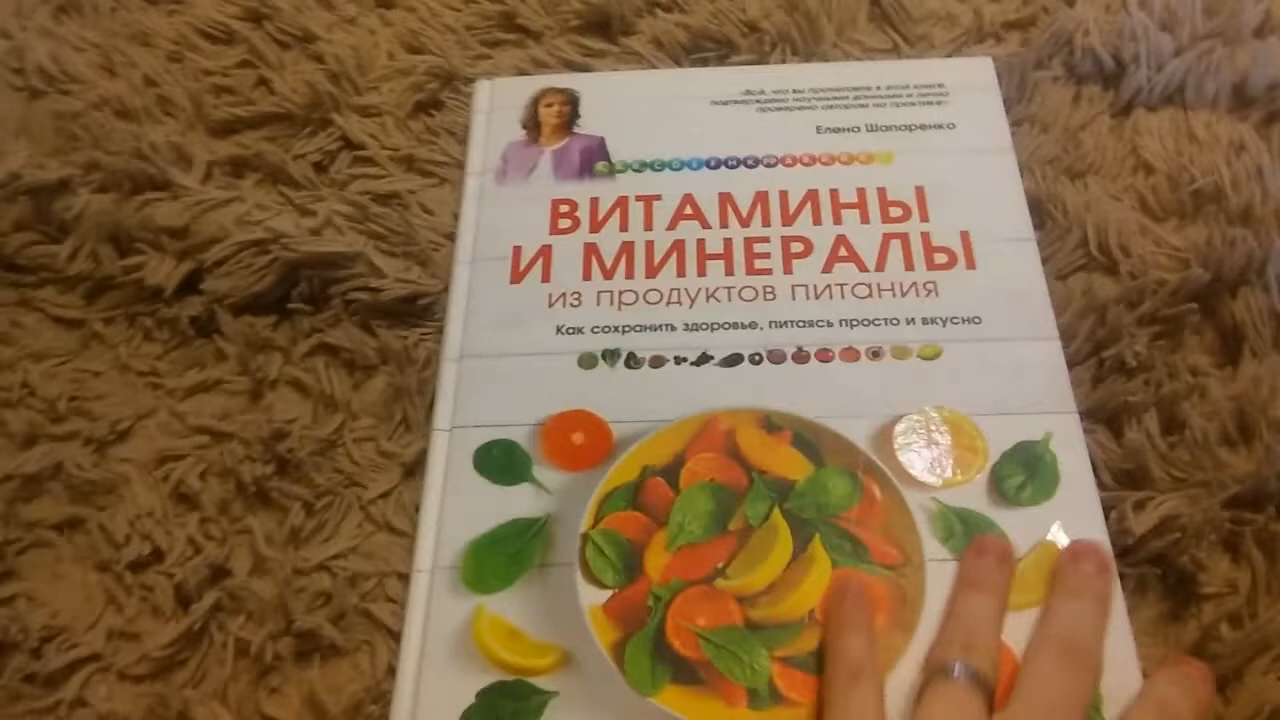 «Всё, что вы прочитаете в этой книге,
подтверждено научными данными и лично
проверено автором на практике»
Елена Шапаренко
ВИТАМИНЫ
И МИНЕРАЛЫ
из продуктов питания
Как сохранить здоровье, питаясь просто и вкусно